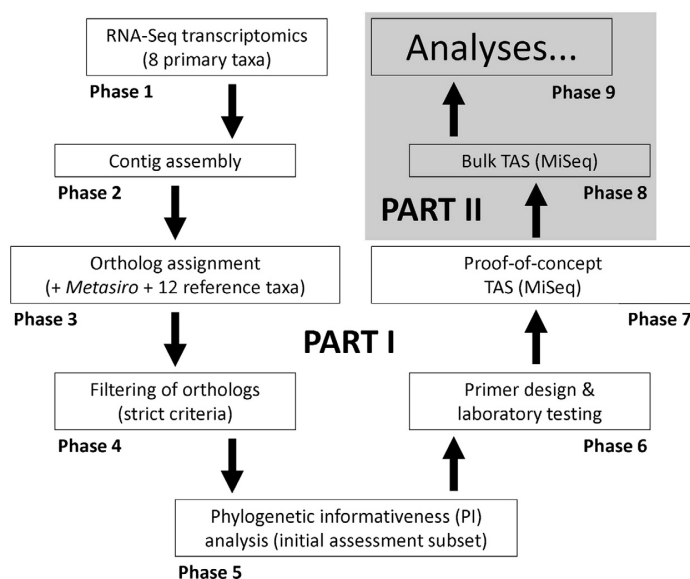 RNA-Seq transcriptomics
(8 primary taxa)
Phase 1
Contig assembly
Phase 2
Ortholog assignment
(+ Metasiro + 12 reference taxa)
Phase 3
PART I
Filtering of orthologs
(strict criteria)
Phase 4
Phylogenetic informativeness (PI)
analysis (initial assessment subset)
Phase 5
Primer design &
laboratory testing
Phase 6
Proof-of-concept
TAS (MiSeq)
Phase 7
Bulk TAS (MiSeq)
Phase 8
PART II
Analyses...
Phase 9